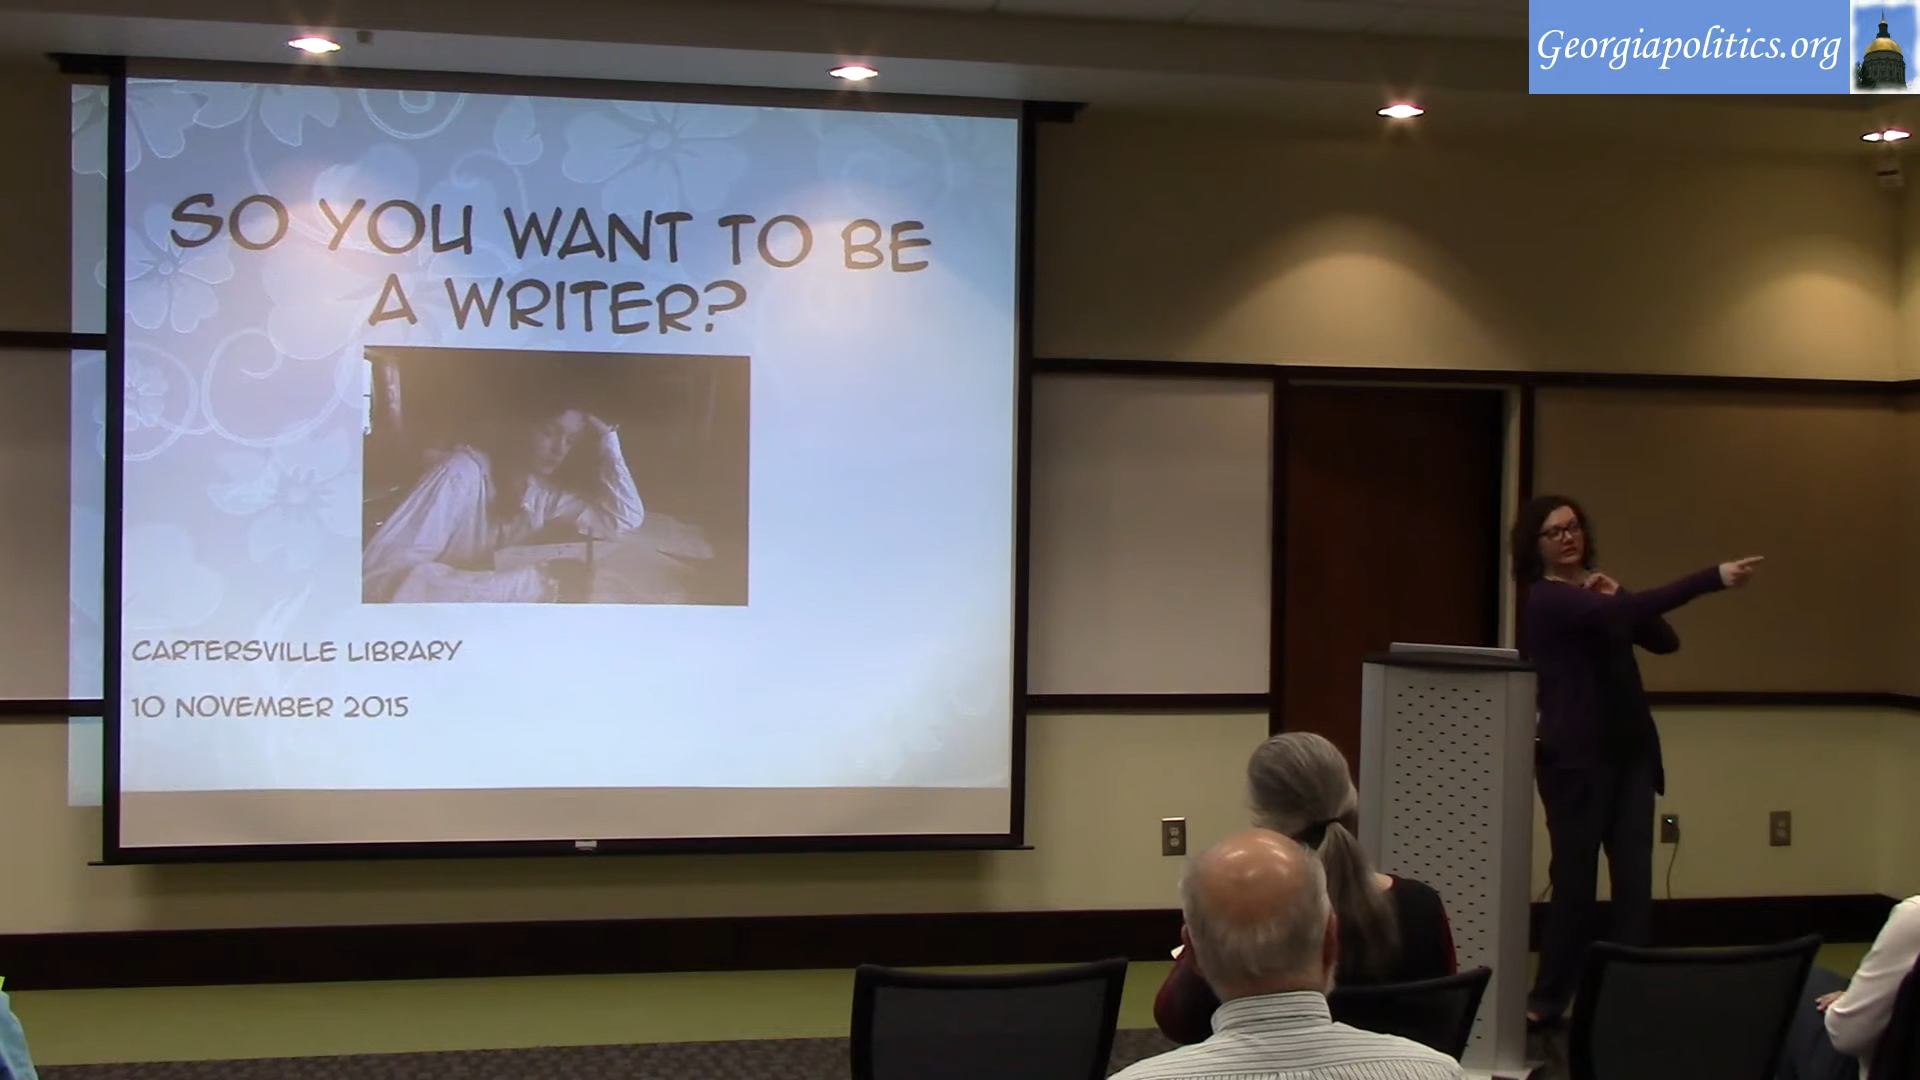 Georgiapolitics.org
SO YOU WANT TO BE
A WRITER?
CARTERSVILLE LIBRARY
10 NOVEMBER 2015